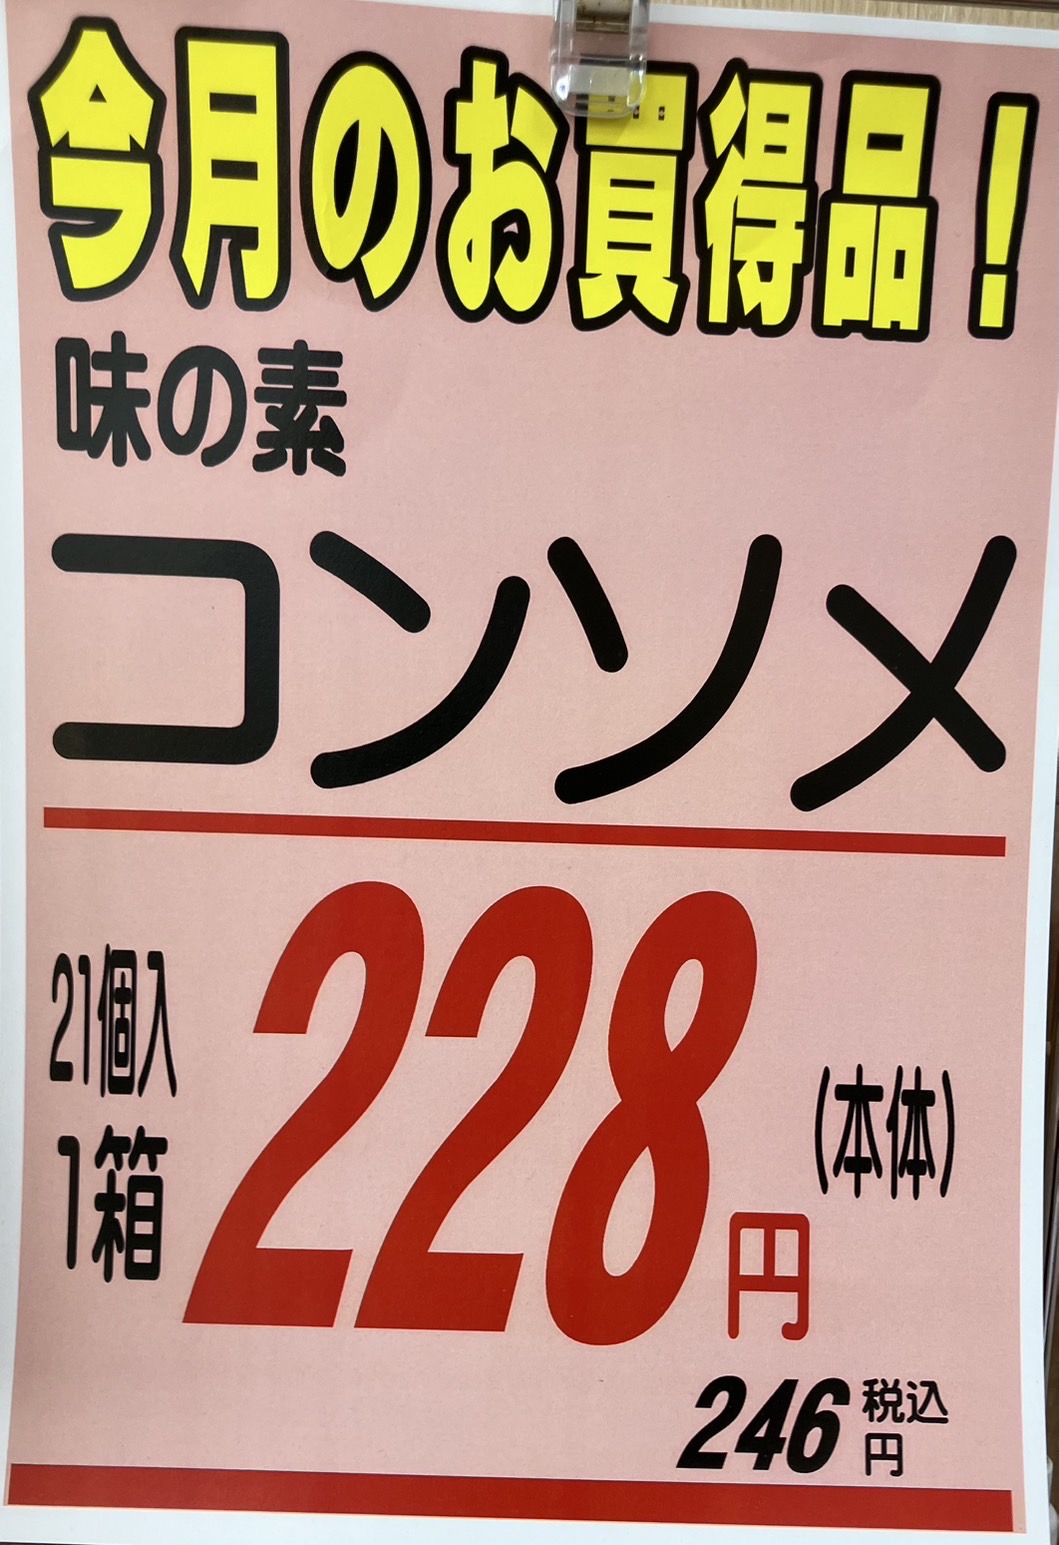 今月のお買得品！
味の素
コンソメ
21個入
1箱
228円
(本体)
246円
税込